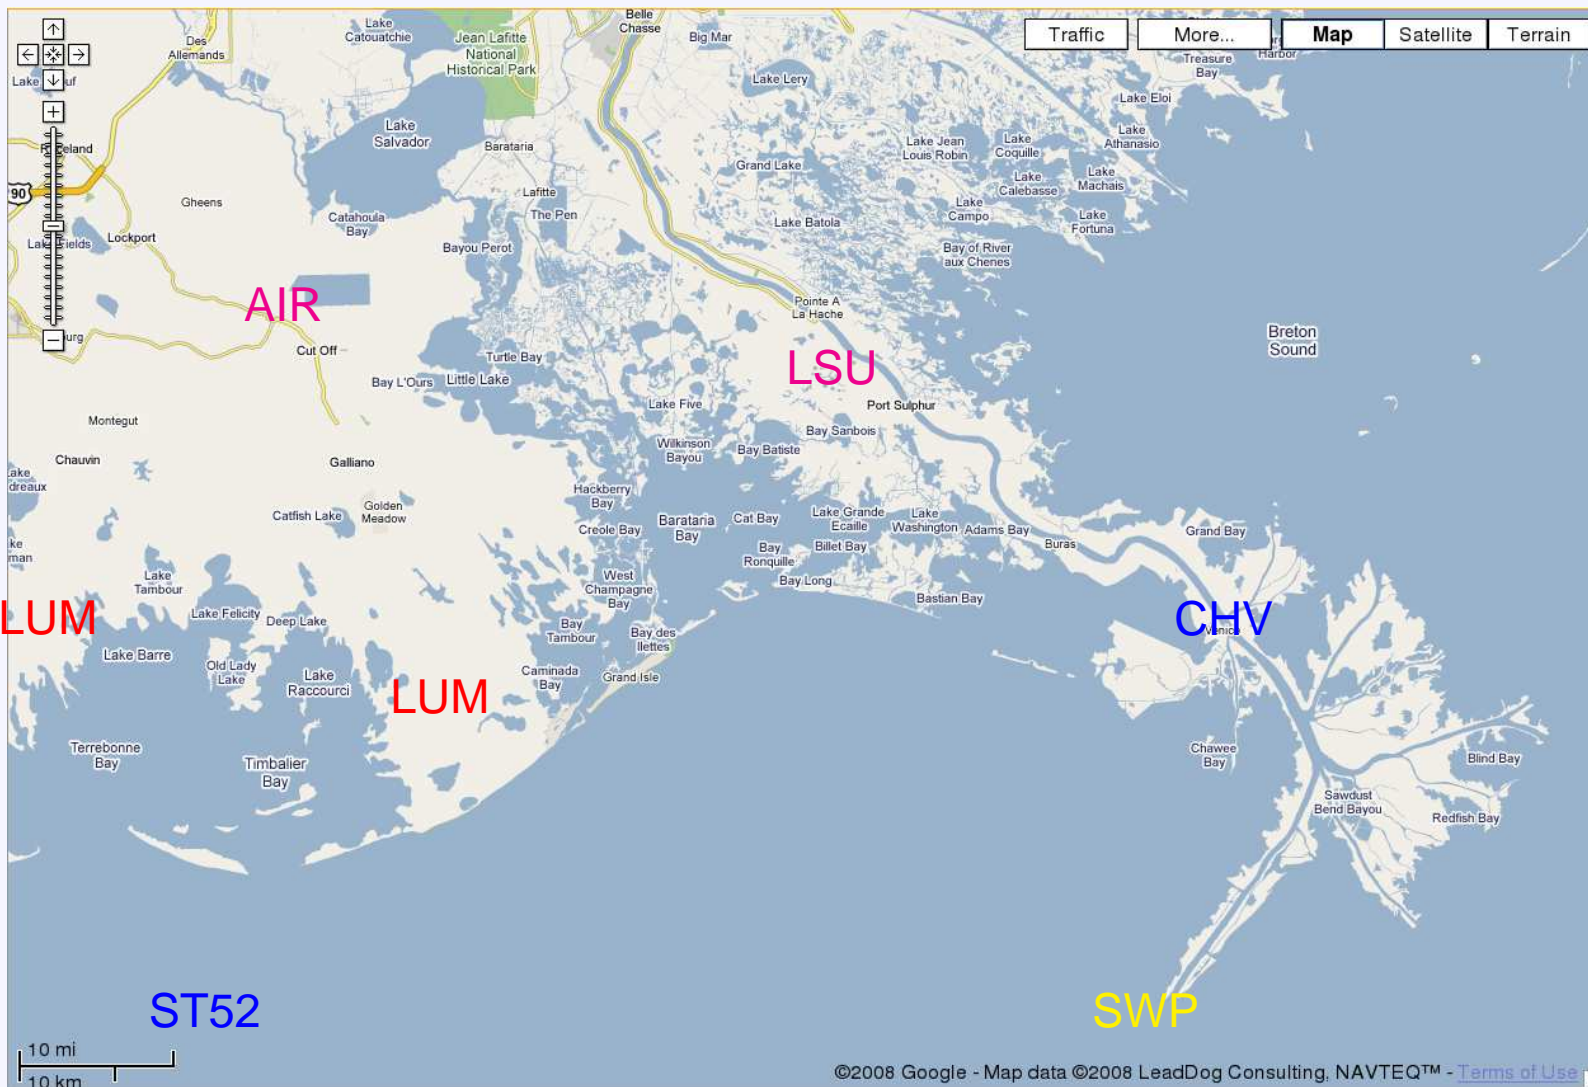 Belle
Chasse
Lake
Catouatchie
Jean Lafitte
National
Historical Park
Big Mar
Des
Allemands
Traffic
More...
Map
Satellite
Terrain
Harbor
Treasure
Bay
Lake Lery
Lake Eloi
Lake
Salvador
Lake
Athanasio
Lake Jean
Louis Robin
Lake
Coquille
Barataria
Grand Lake
Lake
Calebasse
Lake
Machais
90
Gheens
Lafitte
The Pen
Catahoula
Bay
Lake
Campo
Lake
Fortuna
Lake Batola
Lockport
Bayou Perot
Bay of River
aux Chenes
AIR
Pointe A
La Hache
Breton
Sound
Cut Off
Turtle Bay
LSU
Bay L'Ours
Little Lake
Lake Five
Port Sulphur
Montegut
Bay Sanbois
Wilkinson
Bayou
Bay Batiste
Chauvin
Galliano
Hackberry
Bay
Golden
Meadow
Catfish Lake
Creole Bay
Barataria
Bay
Cat Bay
Lake Grande
Ecaille
Lake
Washington
Adams Bay
Grand Bay
Buras
Bay
Ronquille
Billet Bay
Lake
Tambour
West
Champagne
Bay
Bay Long
Bastian Bay
LUM
Lake Felicity
Deep Lake
CHV
Venice
Bay
Tambour
Bay des
Ilettes
Lake Barre
Old Lady
Lake
Lake
Raccourci
Caminada
Bay
Grand Isle
LUM
Terrebonne
Bay
Timbalier
Bay
Chawee
Bay
Blind Bay
Sawdust
Bend Bayou
Redfish Bay
ST52
SWP
10 mi
10 km
©2008 Google - Map data ©2008 LeadDog Consulting, NAVTEQ™ - Terms of Use